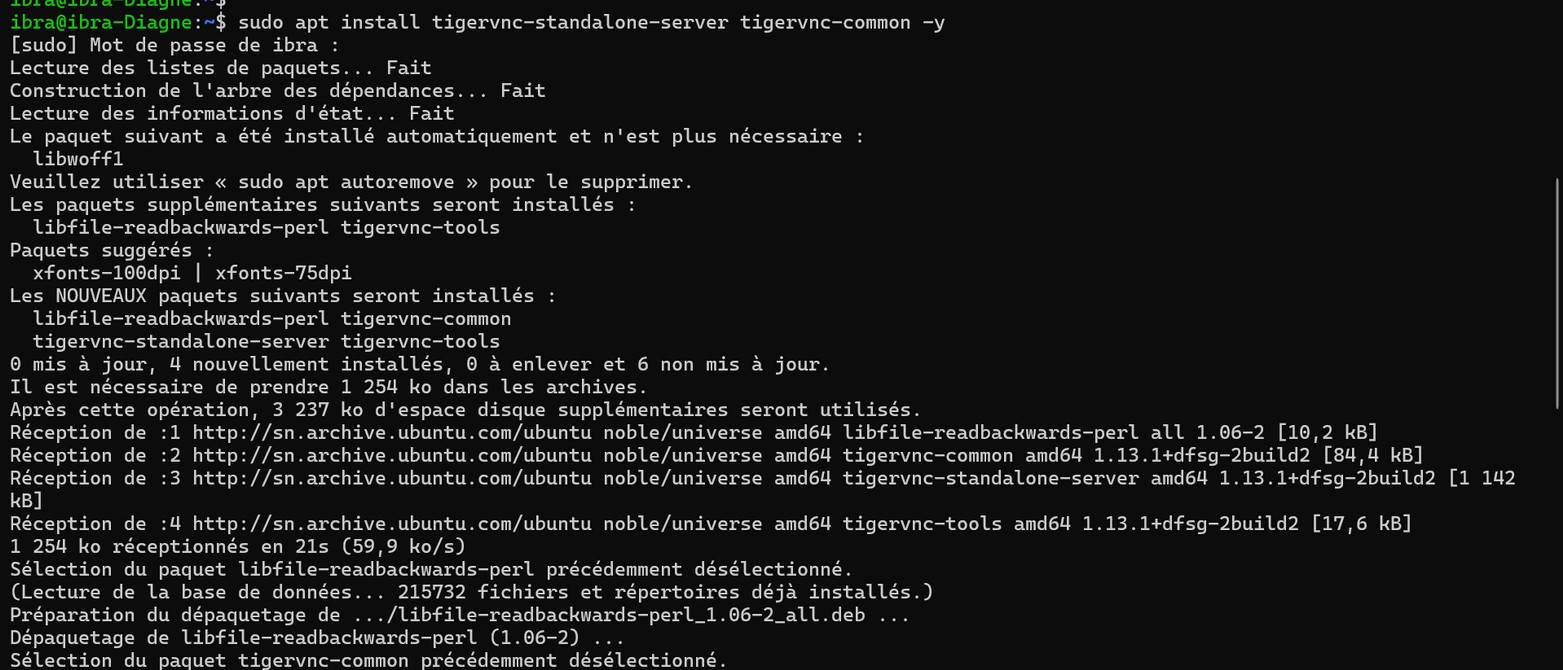 ibra@ibra-Diagne:~$
ibra@ibra-Diagne:~$ sudo apt install tigervnc-standalone-server tigervnc-common -y
[sudo] Mot de passe de ibra :
Lecture des listes de paquets... Fait
Construction de l'arbre des dépendances... Fait
Lecture des informations d'état... Fait
Le paquet suivant a été installé automatiquement et n'est plus nécessaire :
  libwoff1
Veuillez utiliser « sudo apt autoremove » pour le supprimer.
Les paquets supplémentaires suivants seront installés :
  libfile-readbackwards-perl tigervnc-tools
Paquets suggérés :
  xfonts-100dpi | xfonts-75dpi
Les NOUVEAUX paquets suivants seront installés :
  libfile-readbackwards-perl tigervnc-common
  tigervnc-standalone-server tigervnc-tools
0 mis à jour, 4 nouvellement installés, 0 à enlever et 6 non mis à jour.
Il est nécessaire de prendre 1 254 ko dans les archives.
Après cette opération, 3 237 ko d'espace disque supplémentaires seront utilisés.
Réception de :1 http://sn.archive.ubuntu.com/ubuntu noble/universe amd64 libfile-readbackwards-perl all 1.06-2 [10,2 kB]
Réception de :2 http://sn.archive.ubuntu.com/ubuntu noble/universe amd64 tigervnc-common amd64 1.13.1+dfsg-2build2 [84,4 kB]
Réception de :3 http://sn.archive.ubuntu.com/ubuntu noble/universe amd64 tigervnc-standalone-server amd64 1.13.1+dfsg-2build2 [1 142
kB]
Réception de :4 http://sn.archive.ubuntu.com/ubuntu noble/universe amd64 tigervnc-tools amd64 1.13.1+dfsg-2build2 [17,6 kB]
1 254 ko réceptionnés en 21s (59,9 ko/s)
Sélection du paquet libfile-readbackwards-perl précédemment désélectionné.
(Lecture de la base de données... 215732 fichiers et répertoires déjà installés.)
Préparation du dépaquetage de .../libfile-readbackwards-perl_1.06-2_all.deb ...
Dépaquetage de libfile-readbackwards-perl (1.06-2) ...
Sélection du paquet tigervnc-common précédemment désélectionné.